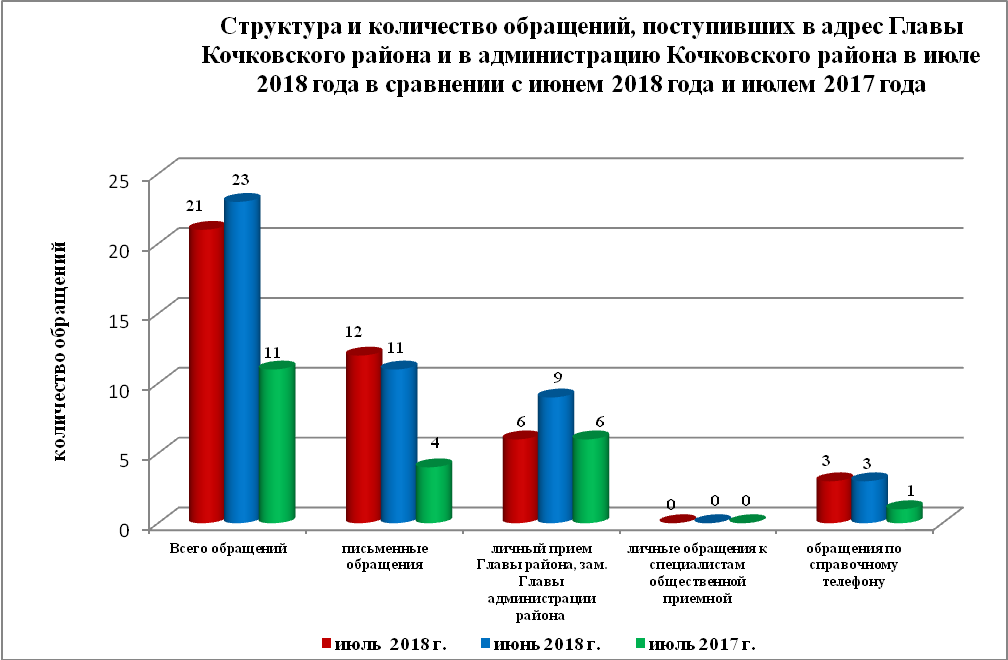 Структура и количество обращений, поступивших в адрес Главы
Кочковского района и в администрацию Кочковского района в июле
2018 года в сравнении с июнем 2018 года и июлем 2017 года
количество обращений
25
20
15
10
5
0
21
23
11
12
11
4
6
9
6
0
0
0
3
3
1
Всего обращений
письменные
обращения
личный прием
Главы района, зам.
Главы
администрации
района
личные обращения к
специалистам
общественной
приемной
обращения по
справочному
телефону
июль 2018 г.
июнь 2018 г.
июль 2017 г.